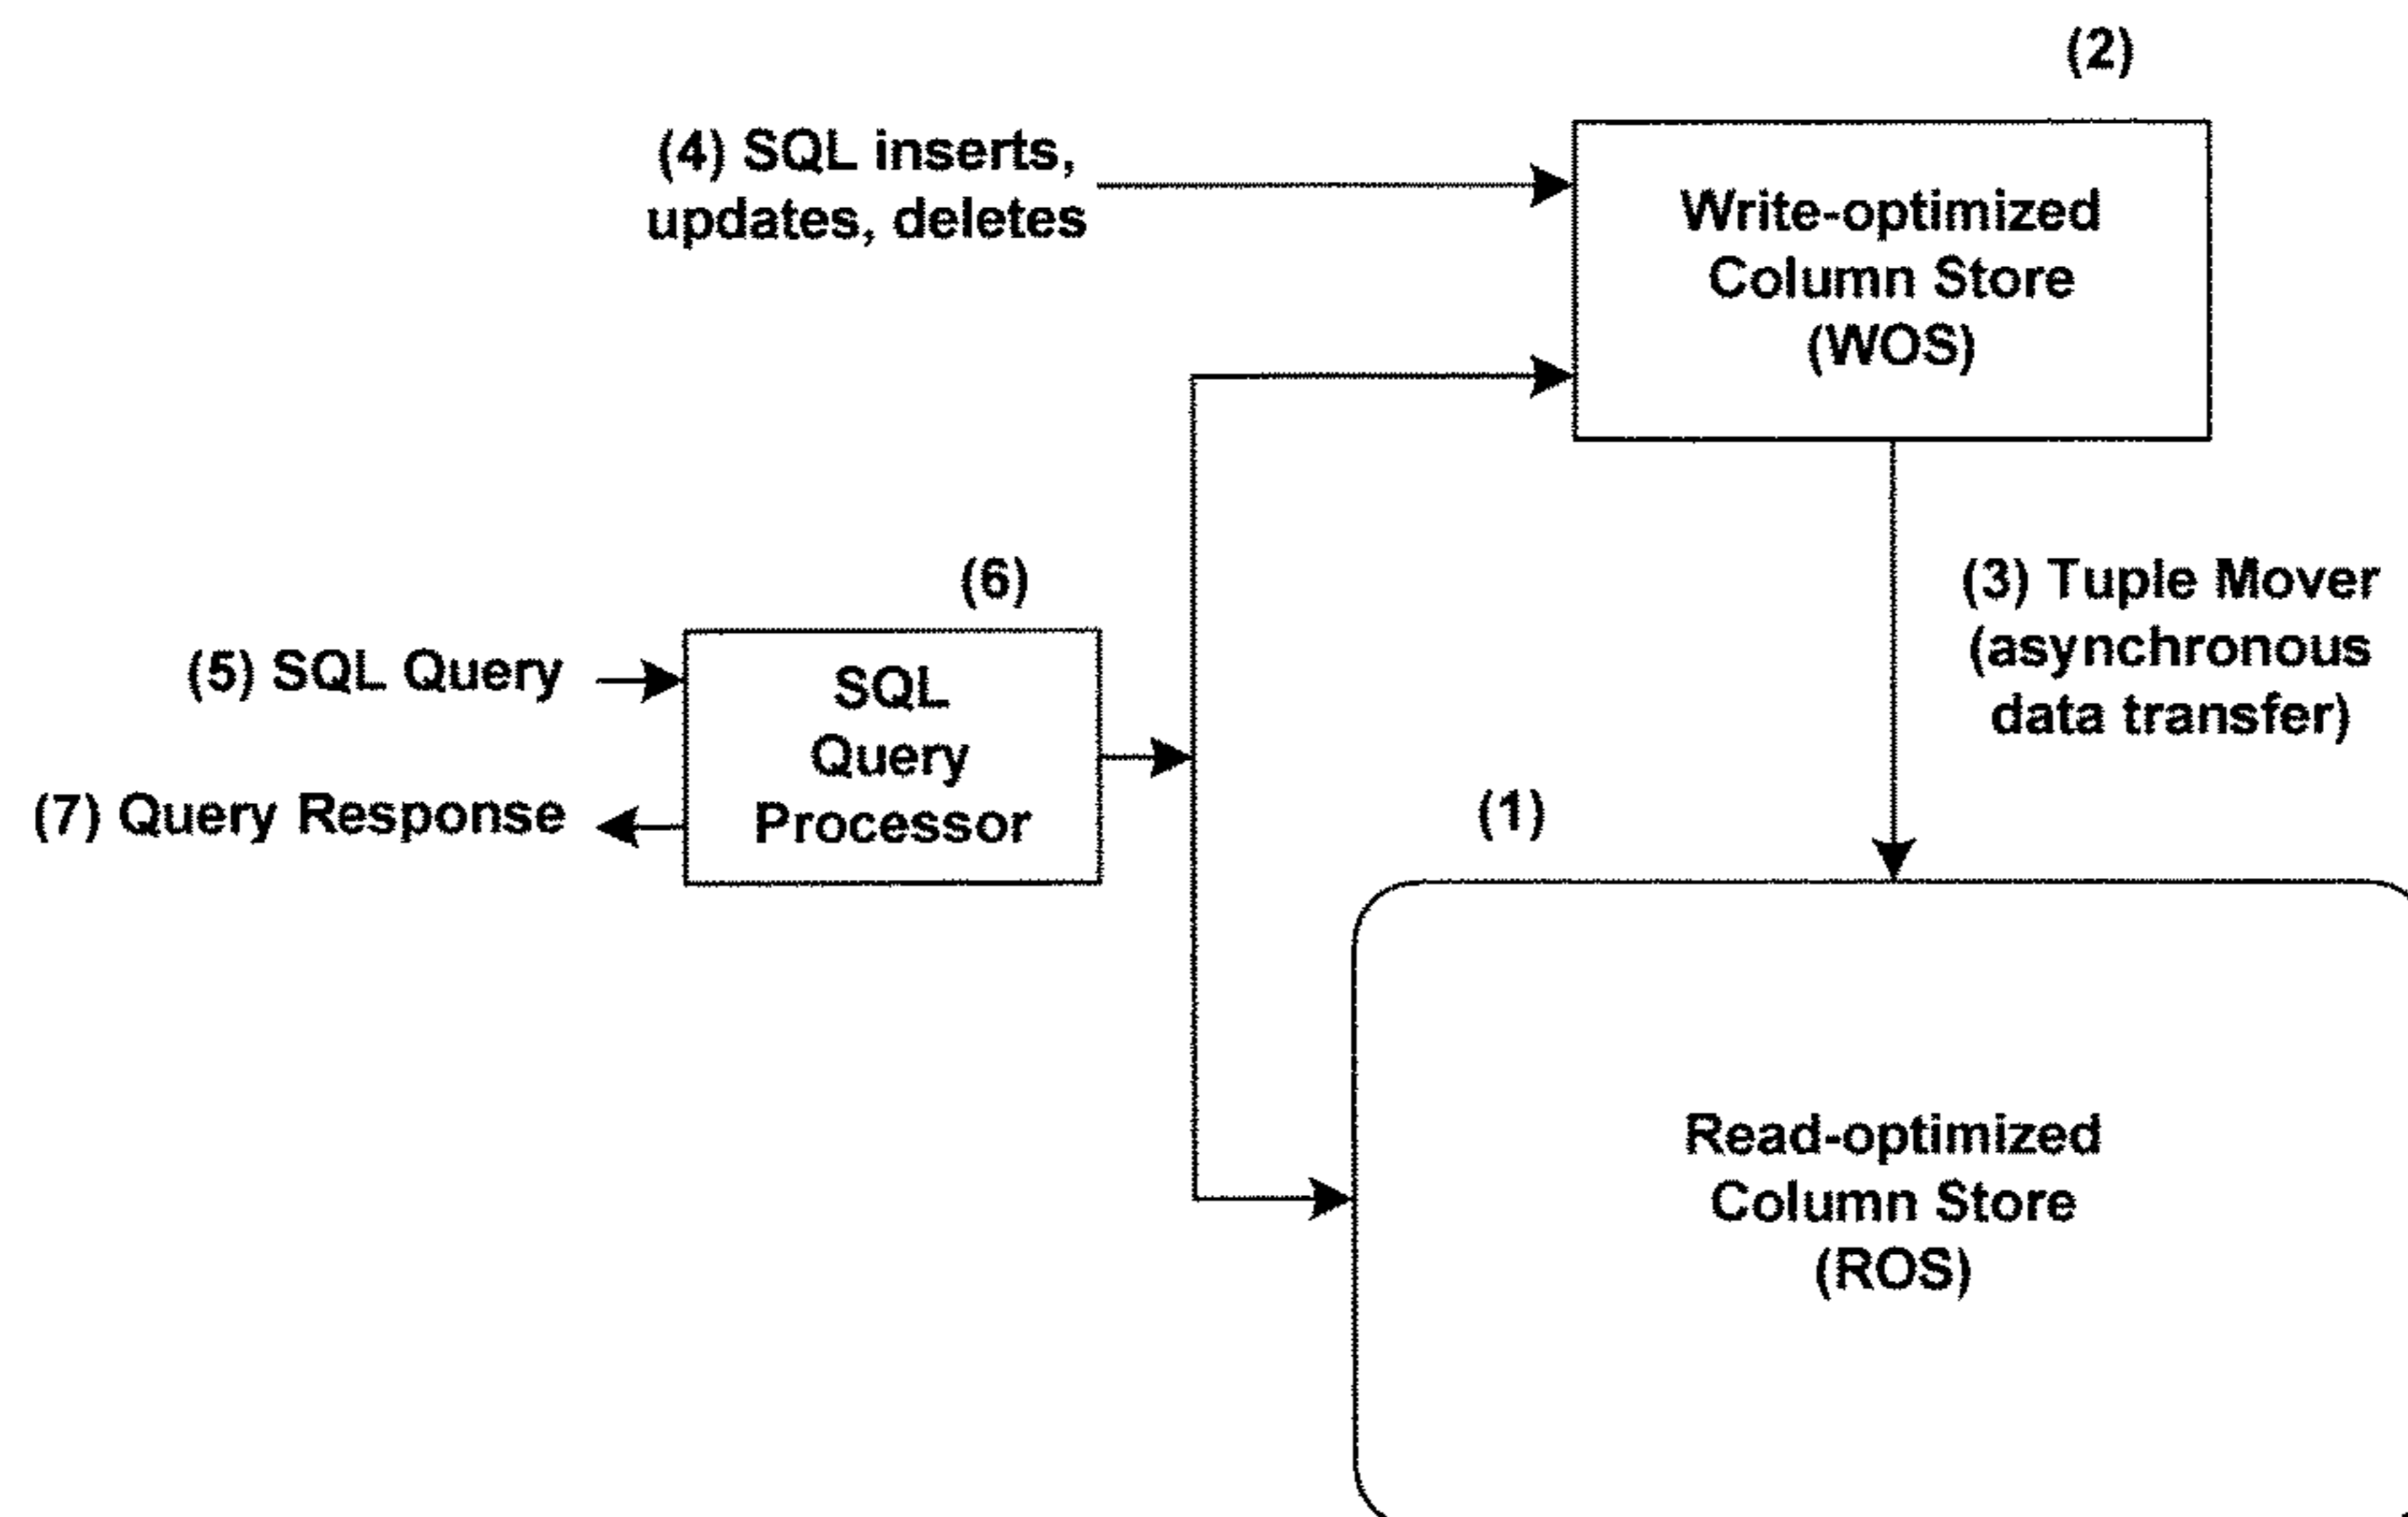 (2)
(4) SQL inserts,
updates, deletes
Write-optimized
Column Store
(WOS)
(6)
(3) Tuple Mover
(asynchronous
data transfer)
(5) SQL Query
SQL
Query
Processor
(7) Query Response
(1)
Read-optimized
Column Store
(ROS)